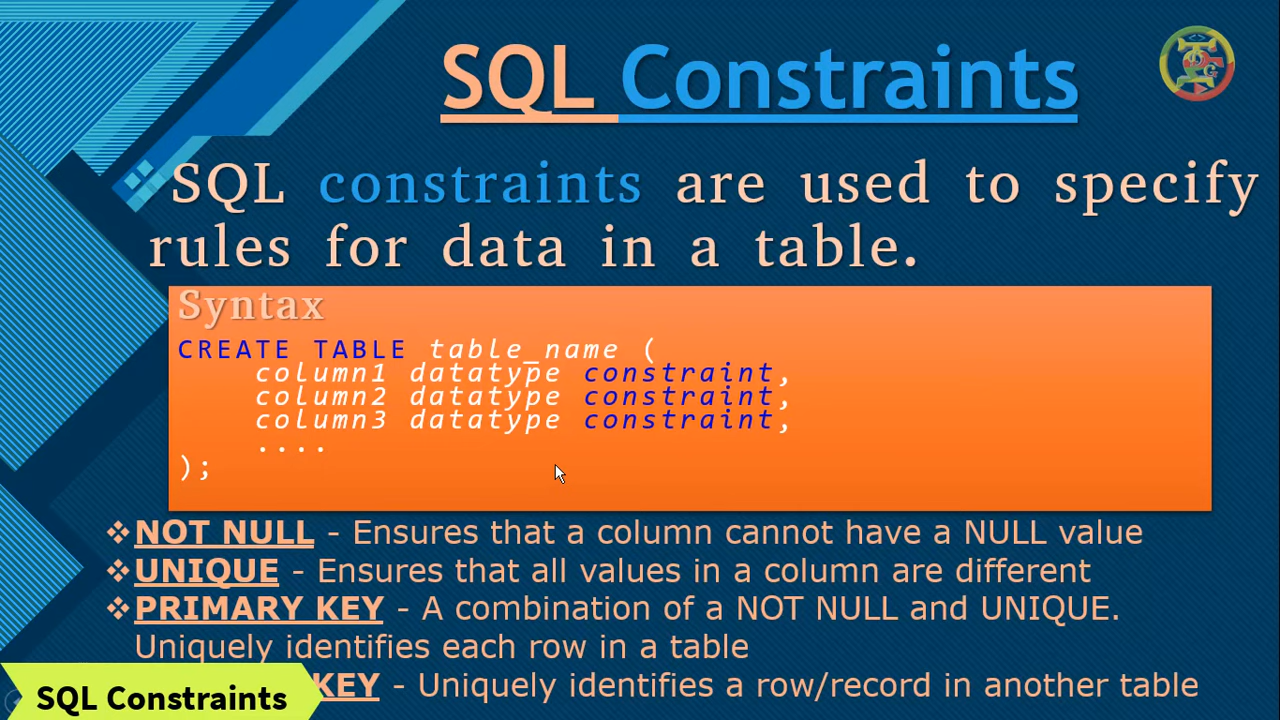 SQL Constraints
SQL constraints are used to specify
rules for data in a table.
Syntax
CREATE TABLE table_name (
column1 datatype constraint,
column2 datatype constraint,
column3 datatype constraint,
....
);
❖NOT NULL - Ensures that a column cannot have a NULL value
❖UNIQUE - Ensures that all values in a column are different
❖PRIMARY KEY - A combination of a NOT NULL and UNIQUE.
Uniquely identifies each row in a table
KEY - Uniquely identifies a row/record in another table
SQL Constraints